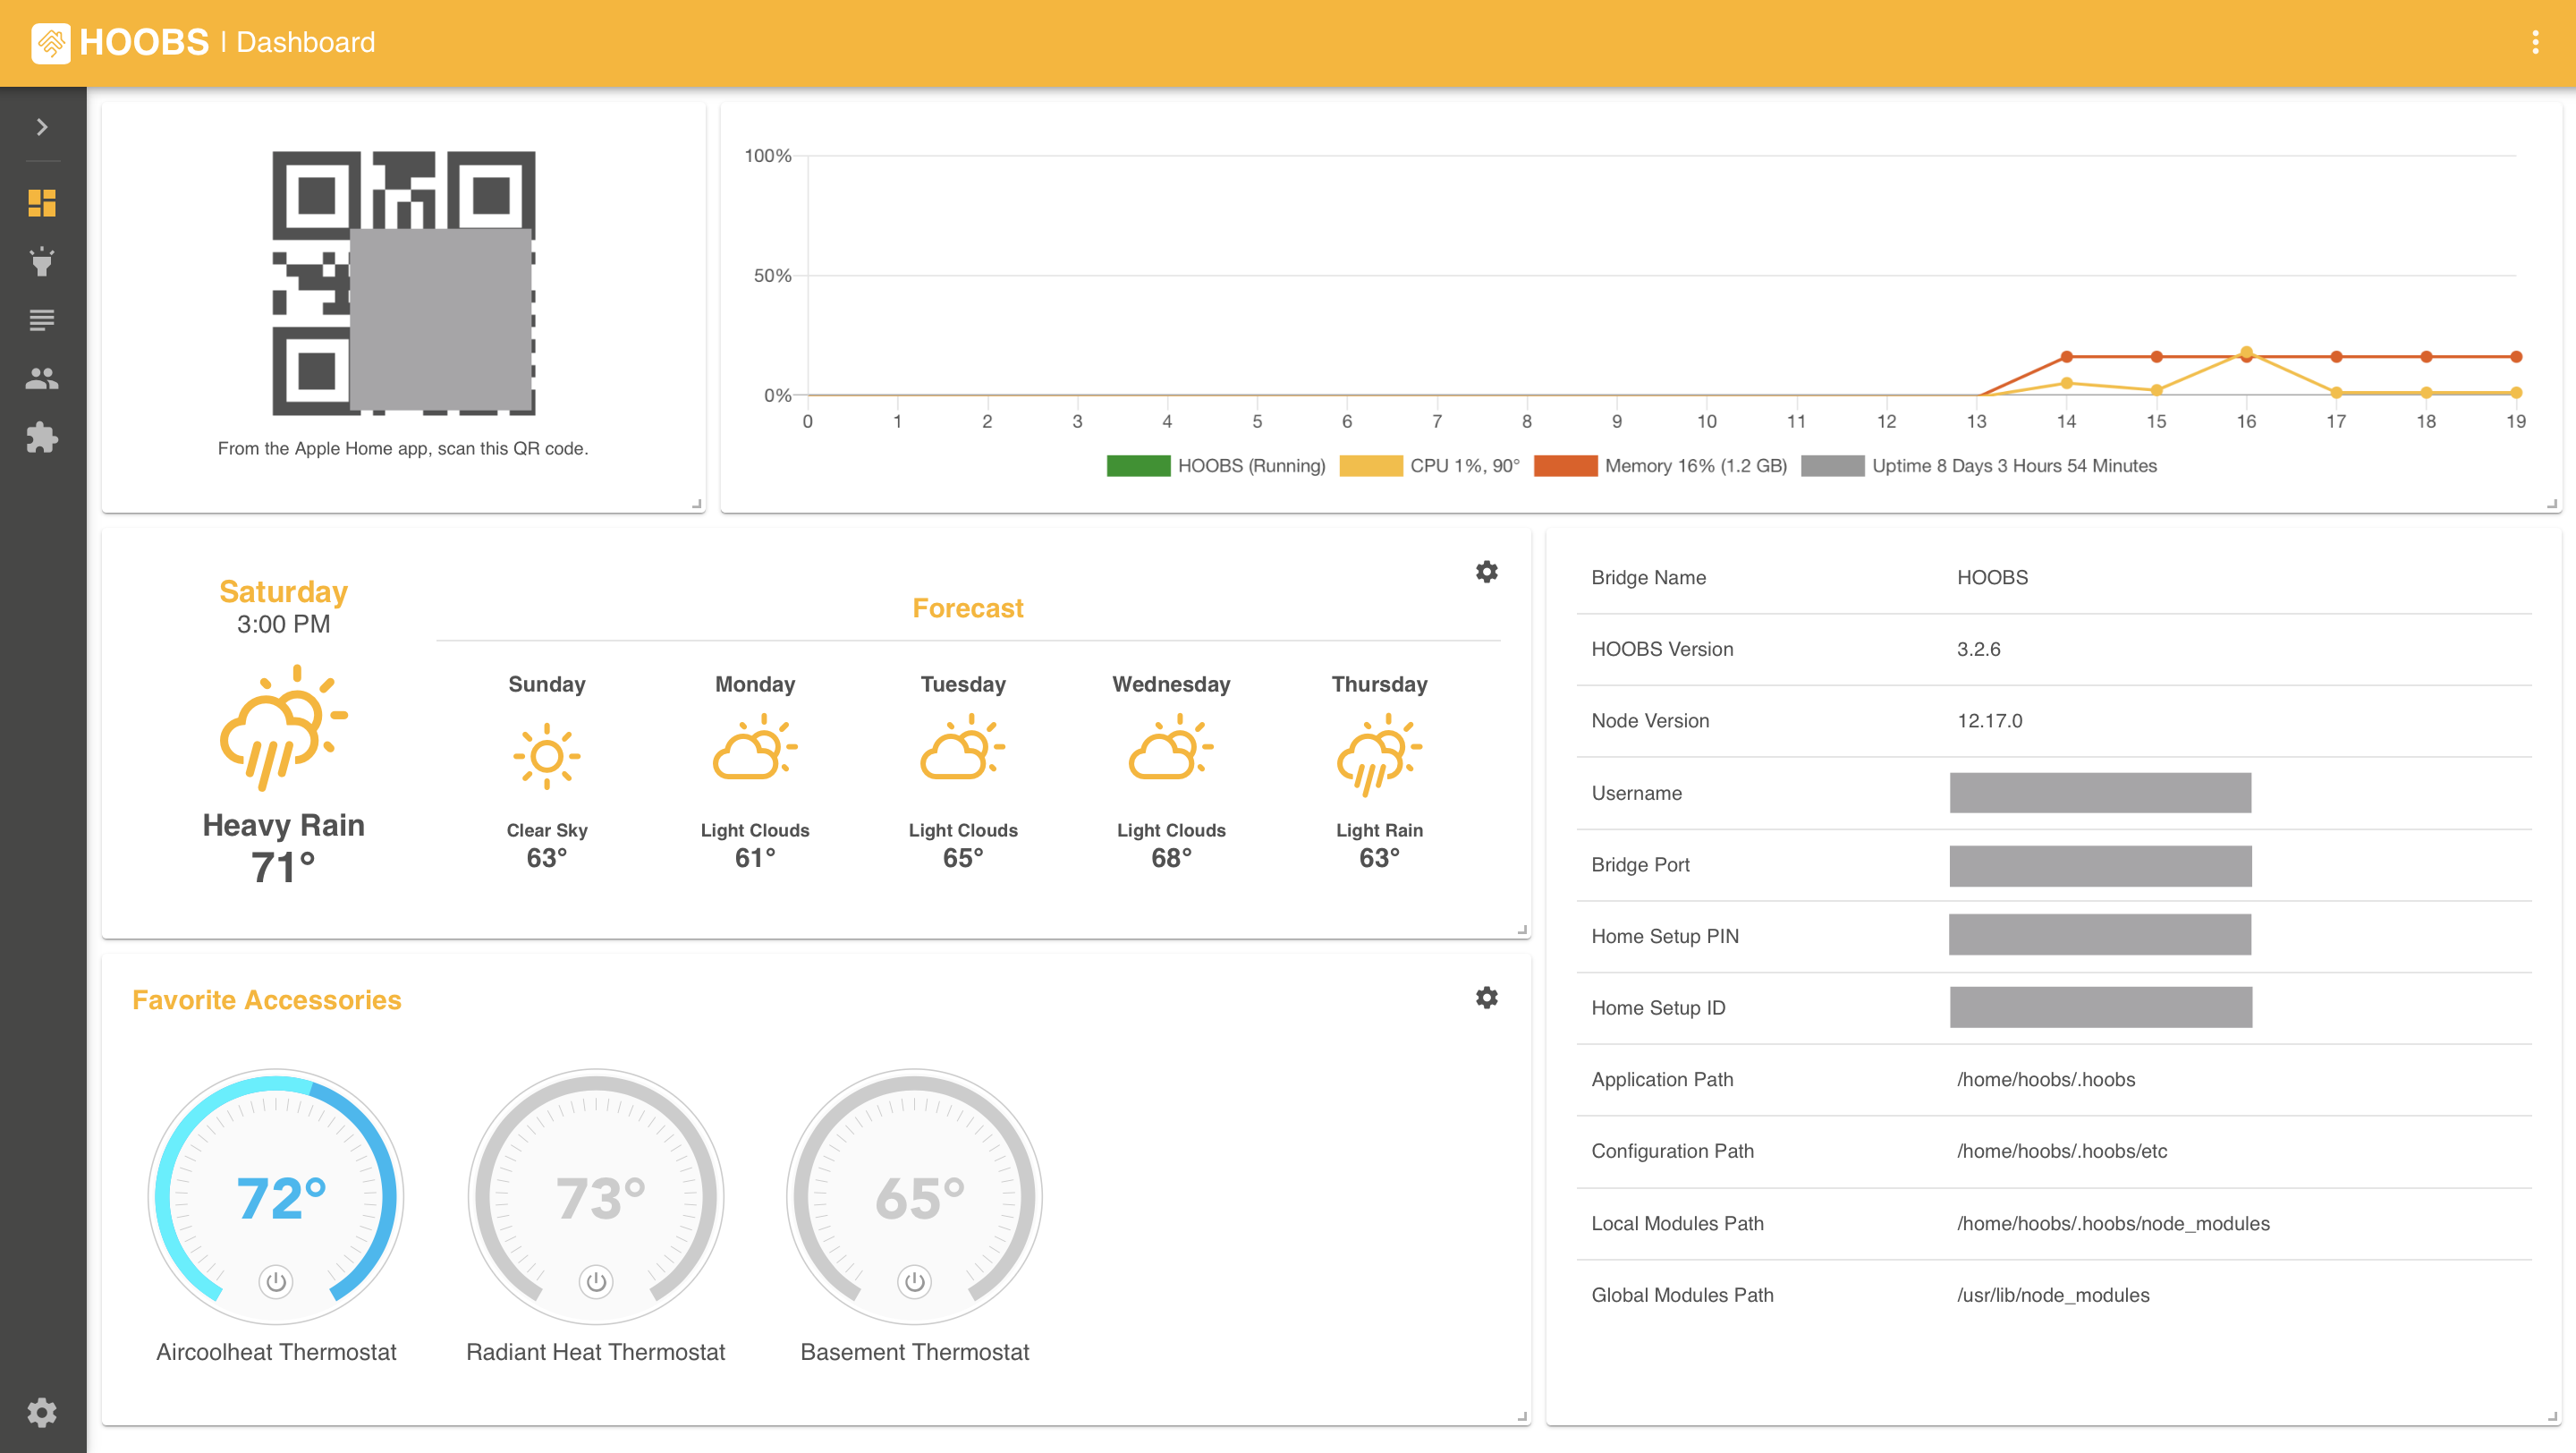 HOOBS | Dashboard
From the Apple Home app, scan this QR code.
100%
50%
0%
0 1 2 3 4 5 6 7 8 9 10 11 12 13 14 15 16 17 18 19
HOOBS (Running) CPU 1%, 90° Memory 16% (1.2 GB) Uptime 8 Days 3 Hours 54 Minutes
Saturday
3:00 PM
Heavy Rain
71°
Forecast
Sunday Monday Tuesday Wednesday Thursday
Clear Sky Light Clouds Light Clouds Light Clouds Light Rain
63° 61° 65° 68° 63°
Favorite Accessories
72° 73° 65°
Aircoolheat Thermostat Radiant Heat Thermostat Basement Thermostat
Bridge Name HOOBS
HOOBS Version 3.2.6
Node Version 12.17.0
Username
Bridge Port
Home Setup PIN
Home Setup ID
Application Path /home/hoobs/.hoobs
Configuration Path /home/hoobs/.hoobs/etc
Local Modules Path /home/hoobs/.hoobs/node_modules
Global Modules Path /usr/lib/node_modules